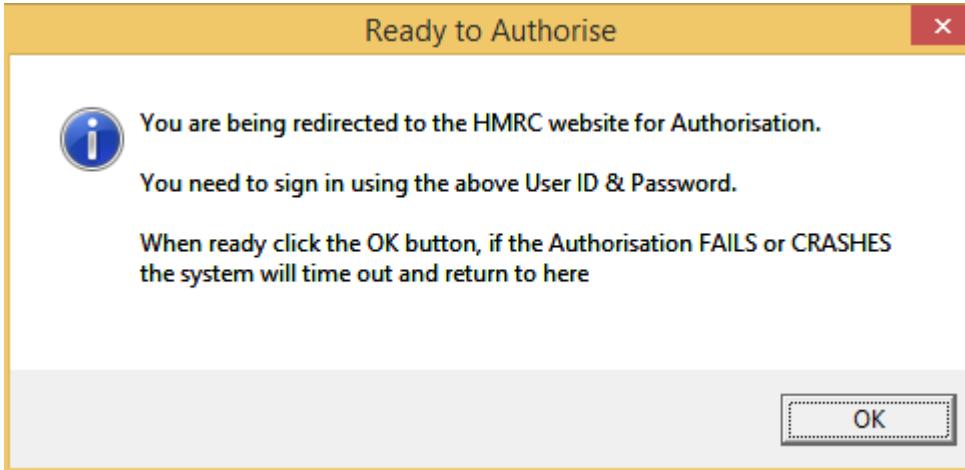 Ready to Authorise
You are being redirected to the HMRC website for Authorisation.
You need to sign in using the above User ID & Password.
When ready click the OK button, if the Authorisation FAILS or CRASHES
the system will time out and return to here
OK